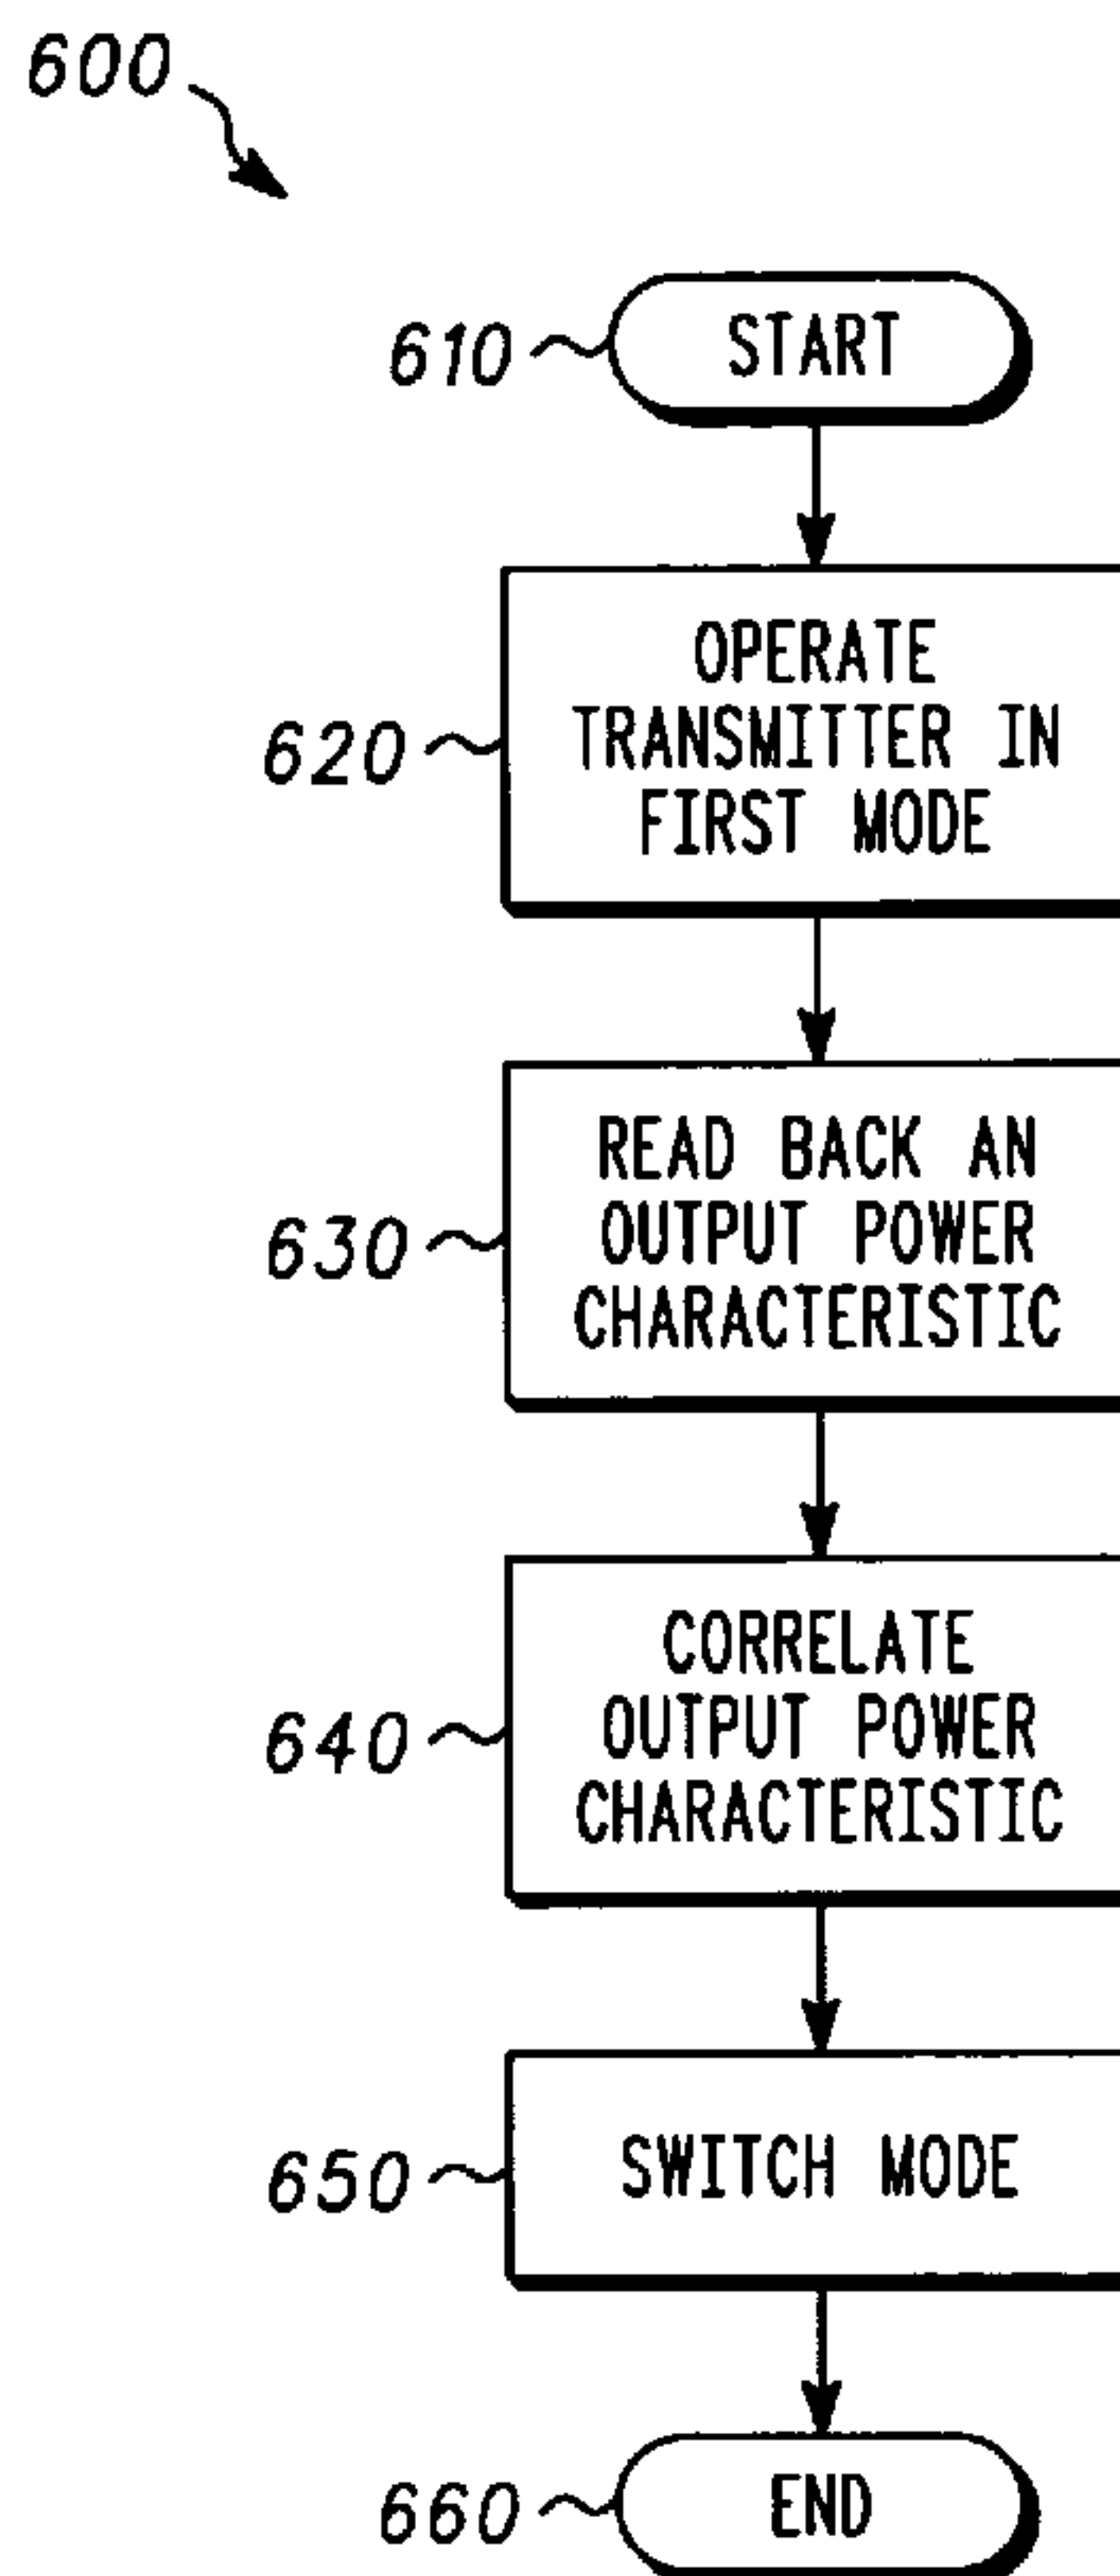 600
610
START
620
OPERATE
TRANSMITTER IN
FIRST MODE
630
READ BACK AN
OUTPUT POWER
CHARACTERISTIC
640
CORRELATE
OUTPUT POWER
CHARACTERISTIC
650
SWITCH MODE
660
END